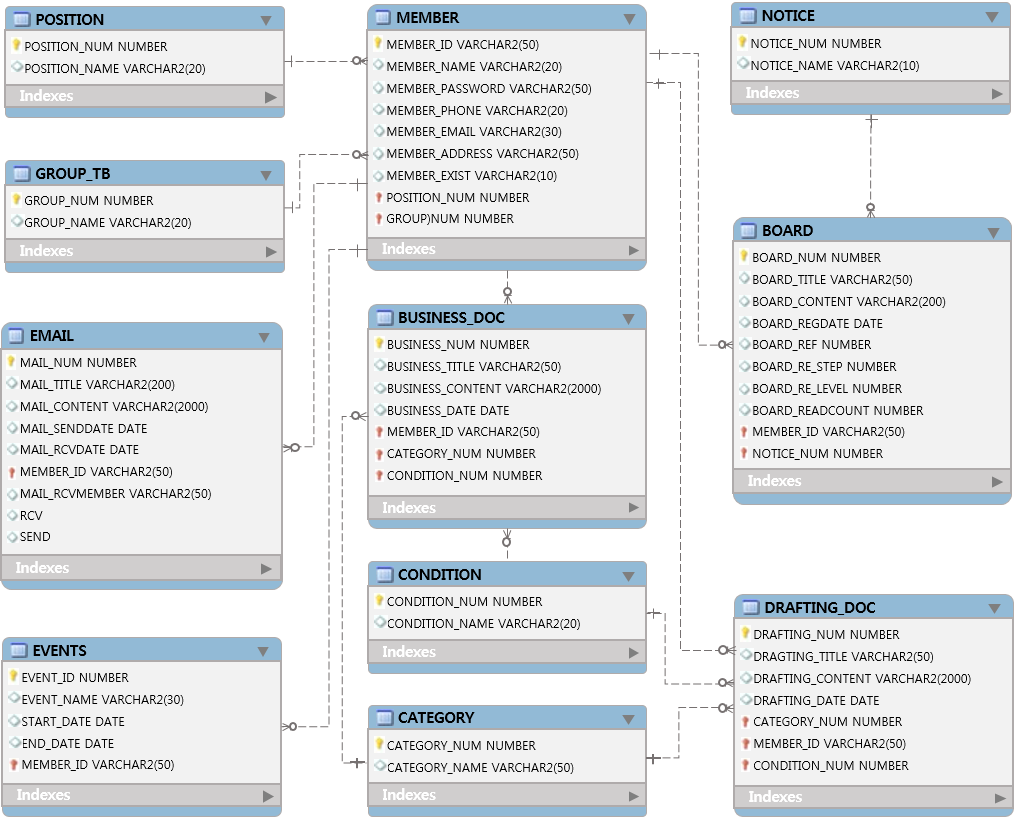 POSITION
POSITION_NUM NUMBER
POSITION_NAME VARCHAR2(20)
Indexes
MEMBER
MEMBER_ID VARCHAR2(50)
MEMBER_NAME VARCHAR2(20)
MEMBER_PASSWORD VARCHAR2(50)
MEMBER_PHONE VARCHAR2(20)
MEMBER_EMAIL VARCHAR2(30)
MEMBER_ADDRESS VARCHAR2(50)
MEMBER_EXIST VARCHAR2(10)
POSITION_NUM NUMBER
GROUP)NUM NUMBER
Indexes
NOTICE
NOTICE_NUM NUMBER
NOTICE_NAME VARCHAR2(10)
Indexes
GROUP_TB
GROUP_NUM NUMBER
GROUP_NAME VARCHAR2(20)
Indexes
BOARD
BOARD_NUM NUMBER
BOARD_TITLE VARCHAR2(50)
BOARD_CONTENT VARCHAR2(200)
BOARD_REGDATE DATE
BOARD_REF NUMBER
BOARD_RE_STEP NUMBER
BOARD_RE_LEVEL NUMBER
BOARD_READCOUNT NUMBER
MEMBER_ID VARCHAR2(50)
NOTICE_NUM NUMBER
Indexes
EMAIL
MAIL_NUM NUMBER
MAIL_TITLE VARCHAR2(200)
MAIL_CONTENT VARCHAR2(2000)
MAIL_SENDDATE DATE
MAIL_RCVDATE DATE
MEMBER_ID VARCHAR2(50)
MAIL_RCVMEMBER VARCHAR2(50)
RCV
SEND
Indexes
BUSINESS_DOC
BUSINESS_NUM NUMBER
BUSINESS_TITLE VARCHAR2(50)
BUSINESS_CONTENT VARCHAR2(2000)
BUSINESS_DATE DATE
MEMBER_ID VARCHAR2(50)
CATEGORY_NUM NUMBER
CONDITION_NUM NUMBER
Indexes
CONDITION
CONDITION_NUM NUMBER
CONDITION_NAME VARCHAR2(20)
Indexes
DRAFTING_DOC
DRAFTING_NUM NUMBER
DRAGTING_TITLE VARCHAR2(50)
DRAFTING_CONTENT VARCHAR2(2000)
DRAFTING_DATE DATE
CATEGORY_NUM NUMBER
MEMBER_ID VARCHAR2(50)
CONDITION_NUM NUMBER
Indexes
EVENTS
EVENT_ID NUMBER
EVENT_NAME VARCHAR2(30)
START_DATE DATE
END_DATE DATE
MEMBER_ID VARCHAR2(50)
Indexes
CATEGORY
CATEGORY_NUM NUMBER
CATEGORY_NAME VARCHAR2(50)
Indexes